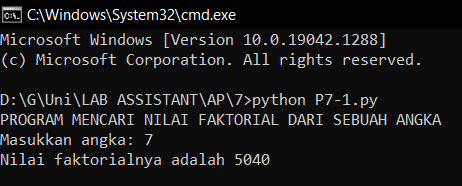 C:\Windows\System32\cmd.exe
Microsoft Windows [Version 10.0.19042.1288]
(c) Microsoft Corporation. All rights reserved.
D:\G\Uni\LAB ASSISTANT\AP\7>python P7-1.py
PROGRAM MENCARI NILAI FAKTORIAL DARI SEBUAH ANGKA
Masukkan angka: 7
Nilai faktorialnya adalah 5040